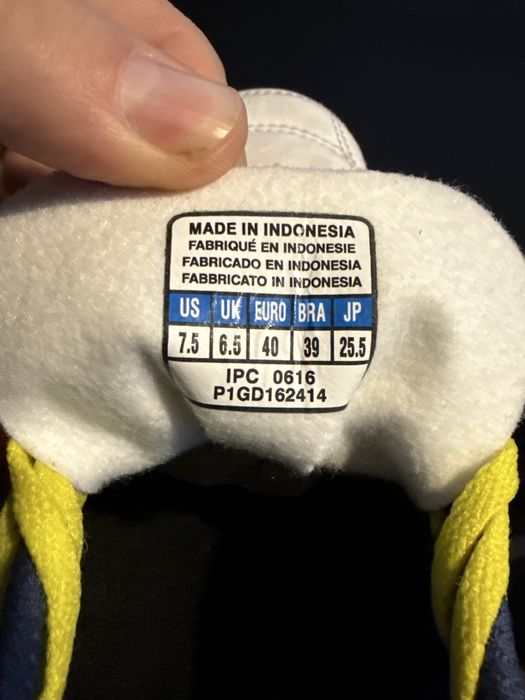 MADE IN INDONESIA
FABRIQUÉ EN INDONESIE
FABRICADO EN INDONESIA
FABBRICATO IN INDONESIA
US UK EURO BRA JP
7.5 6.5 40 39 25.5
IPC 0616
P1GD162414